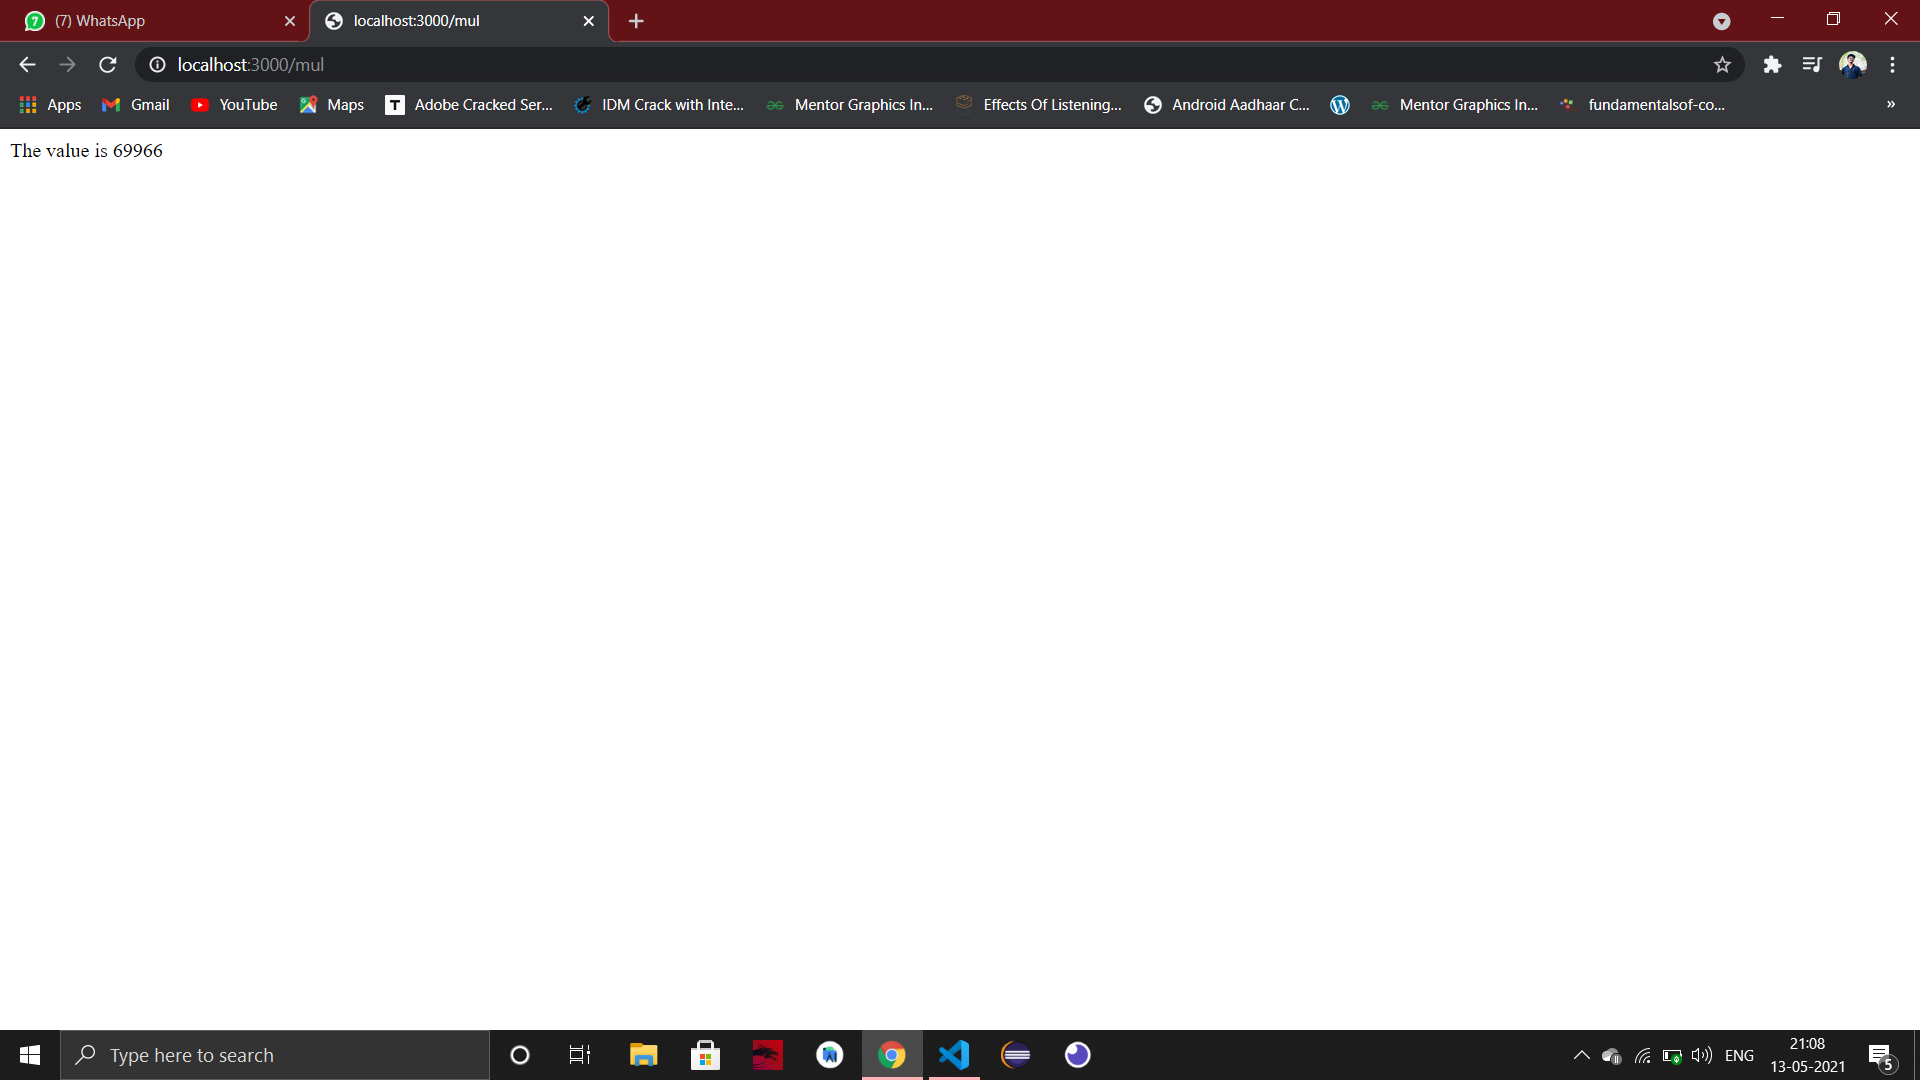 (7) WhatsApp
localhost:3000/mul
localhost:3000/mul
Apps
Gmail
YouTube
Maps
T
Adobe Cracked Ser...
IDM Crack with Inte...
Mentor Graphics In...
Effects Of Listening...
Android Aadhaar C...
Mentor Graphics In...
fundamentalsof-co...
»
The value is 69966
Type here to search
ENG
21:08
13-05-2021
5